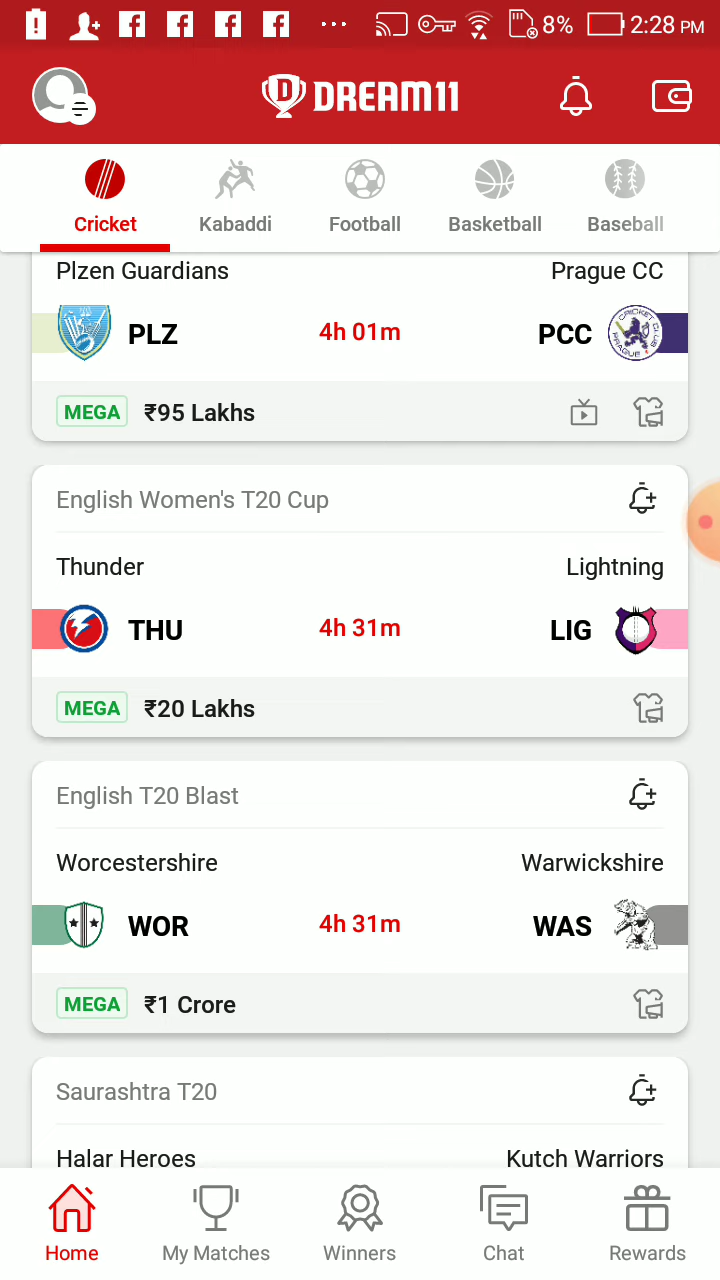 8% 2:28 PM
DREAM11
Cricket Kabaddi Football Basketball Baseball
Plzen Guardians Prague CC
PLZ 4h 01m PCC
MEGA ₹95 Lakhs
English Women's T20 Cup
Thunder Lightning
THU 4h 31m LIG
MEGA ₹20 Lakhs
English T20 Blast
Worcestershire Warwickshire
WOR 4h 31m WAS
MEGA ₹1 Crore
Saurashtra T20
Halar Heroes Kutch Warriors
Home My Matches Winners Chat Rewards